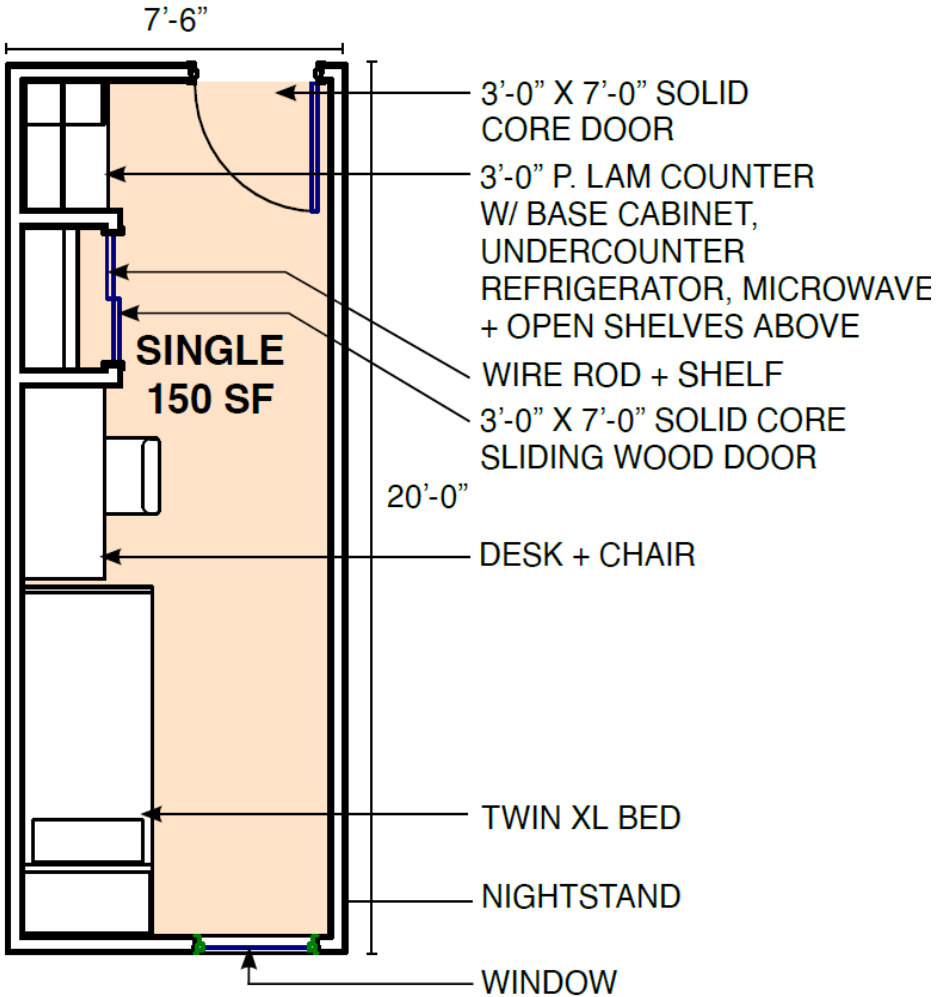 7’-6”
3’-0” X 7’-0” SOLID
CORE DOOR
3’-0” P. LAM COUNTER
W/ BASE CABINET,
UNDERCOUNTER
REFRIGERATOR, MICROWAVE
+ OPEN SHELVES ABOVE
SINGLE
150 SF
WIRE ROD + SHELF
3’-0” X 7’-0” SOLID CORE
SLIDING WOOD DOOR
20’-0”
DESK + CHAIR
TWIN XL BED
NIGHTSTAND
WINDOW